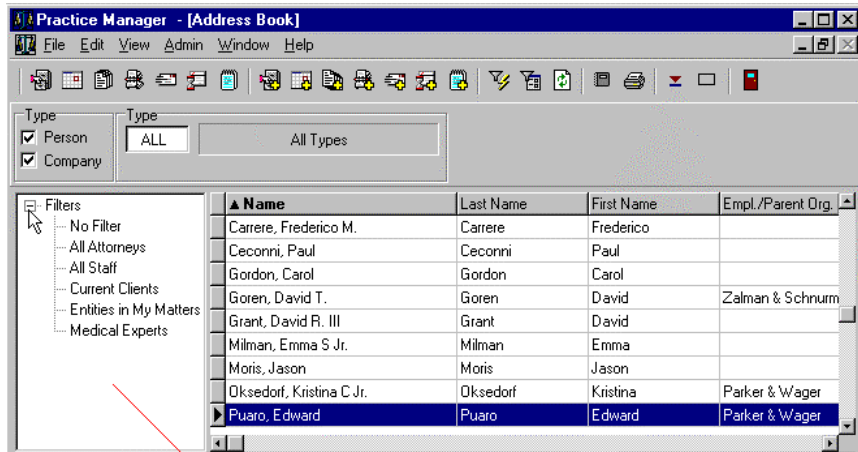 Practice Manager - [Address Book]
File Edit View Admin Window Help
Type Type
Person ALL All Types
Company
Filters
No Filter
All Attorneys
All Staff
Current Clients
Entities in My Matters
Medical Experts
Name Last Name First Name Empl./Parent Org.
Carrere, Frederico M. Carrere Frederico
Ceconni, Paul Ceconni Paul
Gordon, Carol Gordon Carol
Goren, David T. Goren David Zalman & Schnurm
Grant, David R. III Grant David
Milman, Emma S Jr. Milman Emma
Moris, Jason Moris Jason
Oksedorf, Kristina C Jr. Oksedorf Kristina Parker & Wager
Puaro, Edward Puaro Edward Parker & Wager